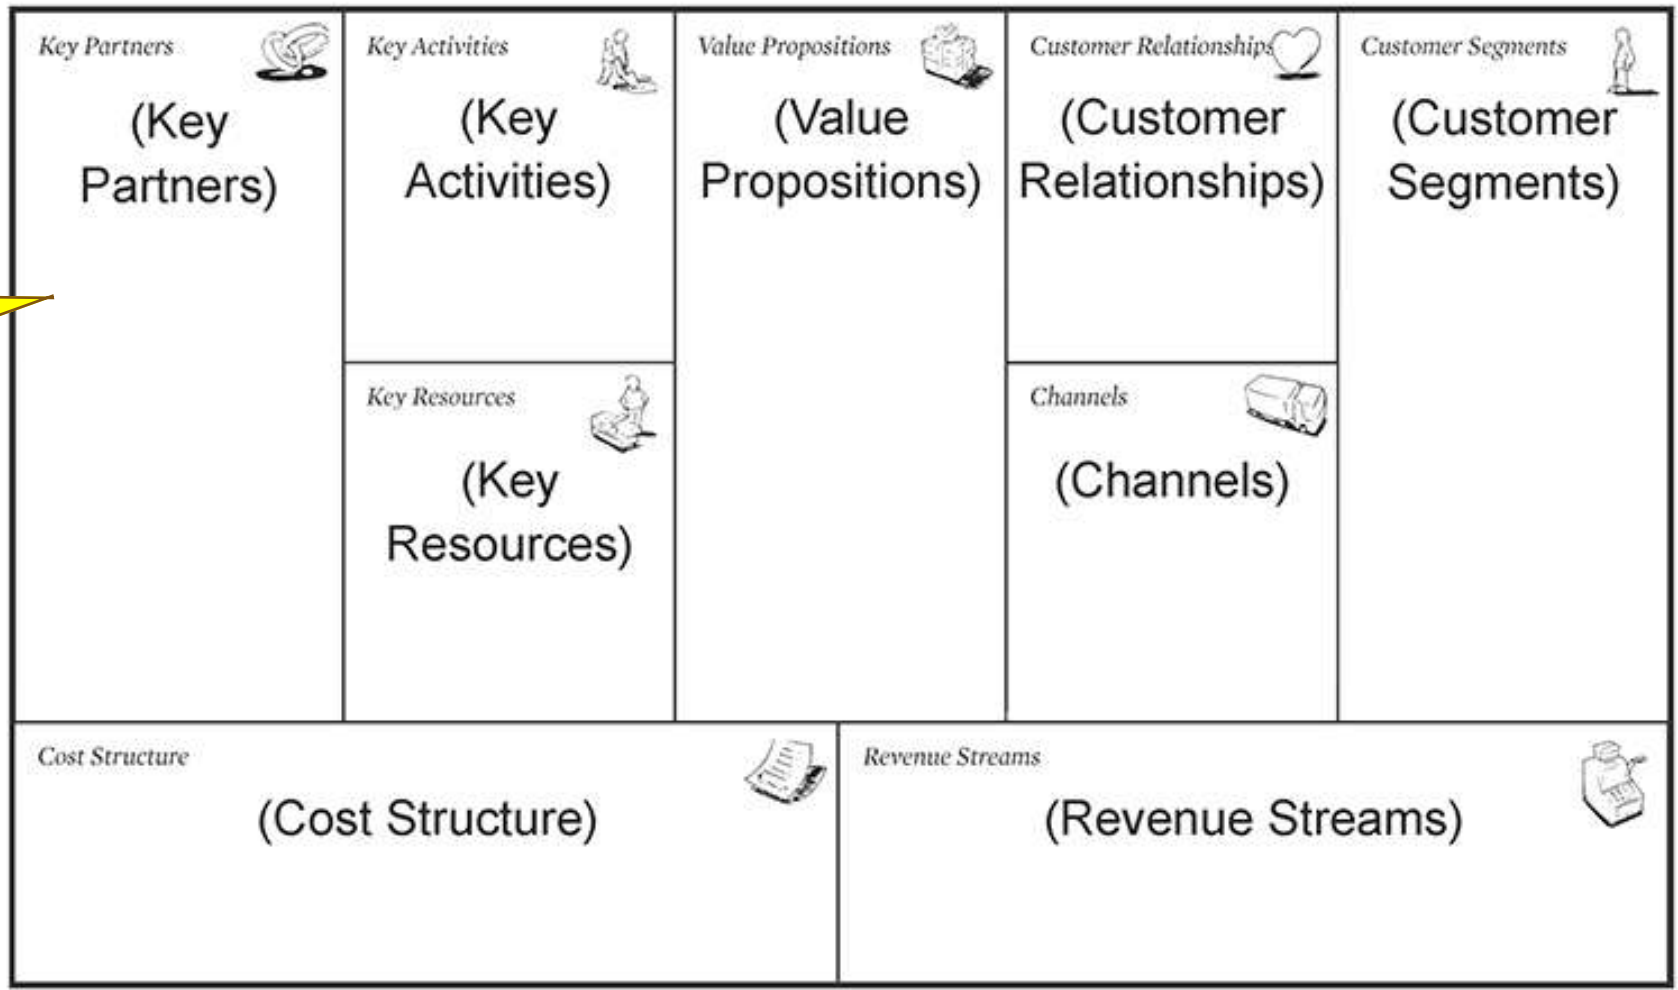 Key Partners
(Key
Partners)
Key Activities
(Key
Activities)
Key Resources
(Key
Resources)
Value Propositions
(Value
Propositions)
Customer Relationships
(Customer
Relationships)
Channels
(Channels)
Customer Segments
(Customer
Segments)
Cost Structure
(Cost Structure)
Revenue Streams
(Revenue Streams)